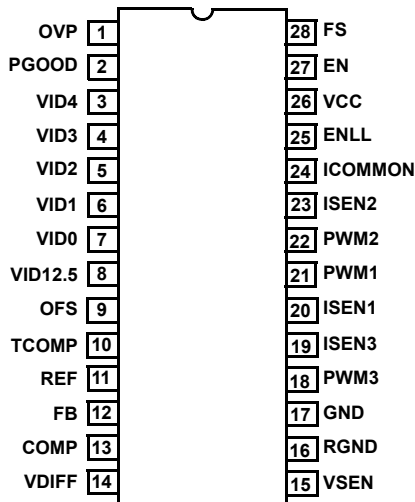 OVP 1 28 FS
PGOOD 2 27 EN
VID4 3 26 VCC
VID3 4 25 ENLL
VID2 5 24 ICOMMON
VID1 6 23 ISEN2
VID0 7 22 PWM2
VID12.5 8 21 PWM1
OFS 9 20 ISEN1
TCOMP 10 19 ISEN3
REF 11 18 PWM3
FB 12 17 GND
COMP 13 16 RGND
VDIFF 14 15 VSEN